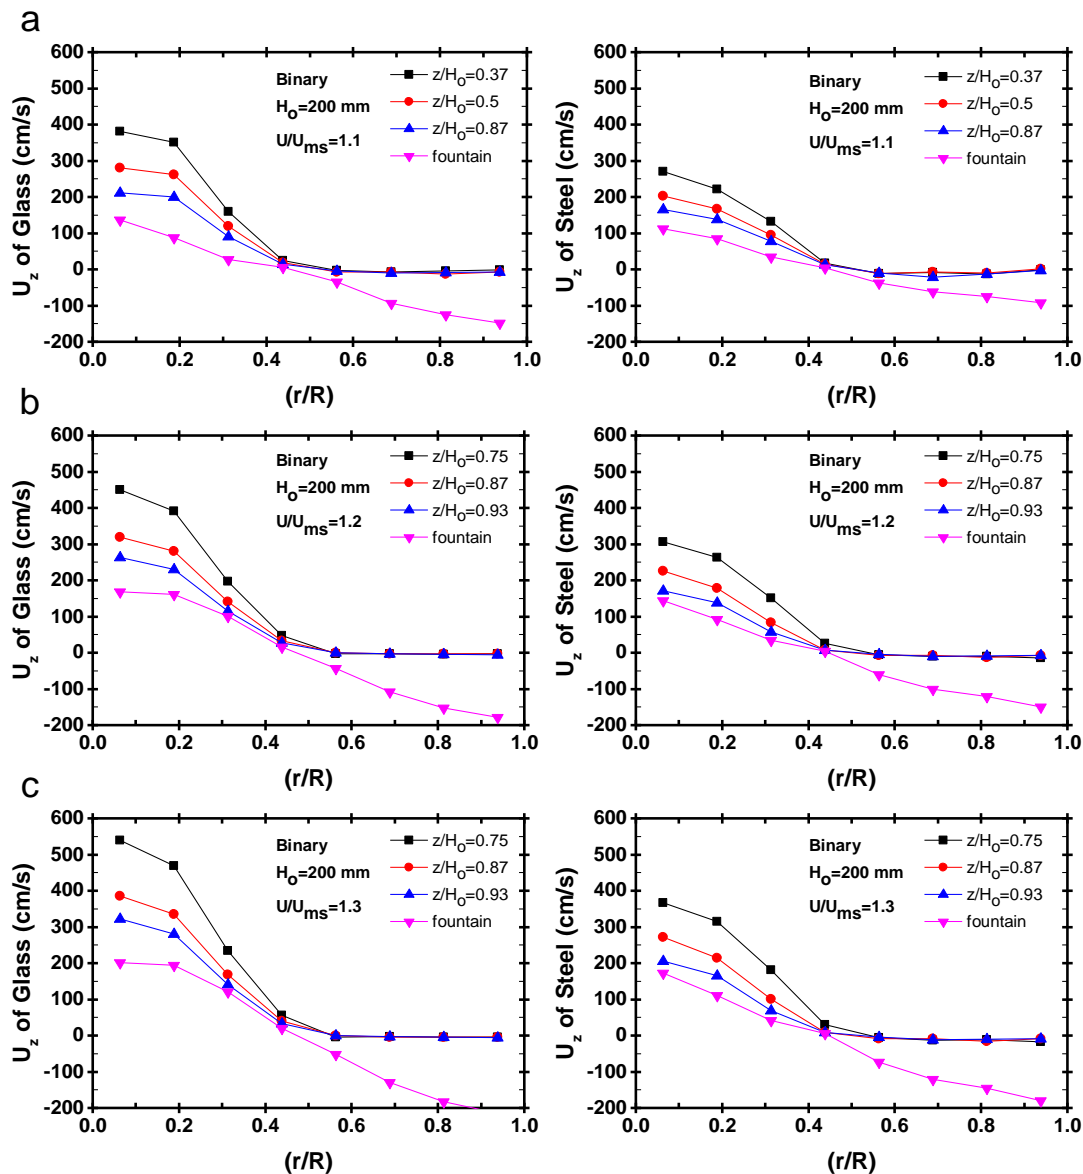 a
600
500
400
300
200
100
0
-100
-200
U_z of Glass (cm/s)
Binary
H_o=200 mm
U/U_ms=1.1
z/H_o=0.37
z/H_o=0.5
z/H_o=0.87
fountain
0.0 0.2 0.4 0.6 0.8 1.0
(r/R)
600
500
400
300
200
100
0
-100
-200
U_z of Steel (cm/s)
Binary
H_o=200 mm
U/U_ms=1.1
z/H_o=0.37
z/H_o=0.5
z/H_o=0.87
fountain
0.0 0.2 0.4 0.6 0.8 1.0
(r/R)
b
600
500
400
300
200
100
0
-100
-200
U_z of Glass (cm/s)
Binary
H_o=200 mm
U/U_ms=1.2
z/H_o=0.75
z/H_o=0.87
z/H_o=0.93
fountain
0.0 0.2 0.4 0.6 0.8 1.0
(r/R)
600
500
400
300
200
100
0
-100
-200
U_z of Steel (cm/s)
Binary
H_o=200 mm
U/U_ms=1.2
z/H_o=0.75
z/H_o=0.87
z/H_o=0.93
fountain
0.0 0.2 0.4 0.6 0.8 1.0
(r/R)
c
600
500
400
300
200
100
0
-100
-200
U_z of Glass (cm/s)
Binary
H_o=200 mm
U/U_ms=1.3
z/H_o=0.75
z/H_o=0.87
z/H_o=0.93
fountain
0.0 0.2 0.4 0.6 0.8 1.0
(r/R)
600
500
400
300
200
100
0
-100
-200
U_z of Steel (cm/s)
Binary
H_o=200 mm
U/U_ms=1.3
z/H_o=0.75
z/H_o=0.87
z/H_o=0.93
fountain
0.0 0.2 0.4 0.6 0.8 1.0
(r/R)